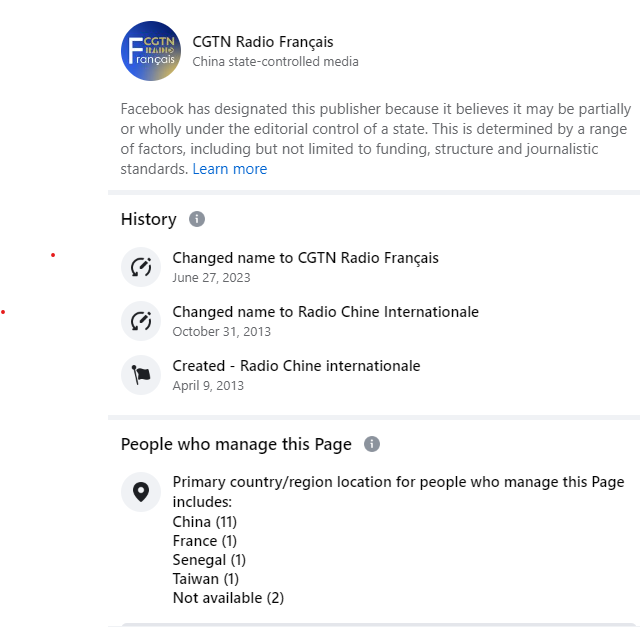 CGTN
RADIO
Français
CGTN Radio Français
China state-controlled media
Facebook has designated this publisher because it believes it may be partially
or wholly under the editorial control of a state. This is determined by a range
of factors, including but not limited to funding, structure and journalistic
standards. Learn more
History
Changed name to CGTN Radio Français
June 27, 2023
Changed name to Radio Chine Internationale
October 31, 2013
Created - Radio Chine internationale
April 9, 2013
People who manage this Page
Primary country/region location for people who manage this Page
includes:
China (11)
France (1)
Senegal (1)
Taiwan (1)
Not available (2)